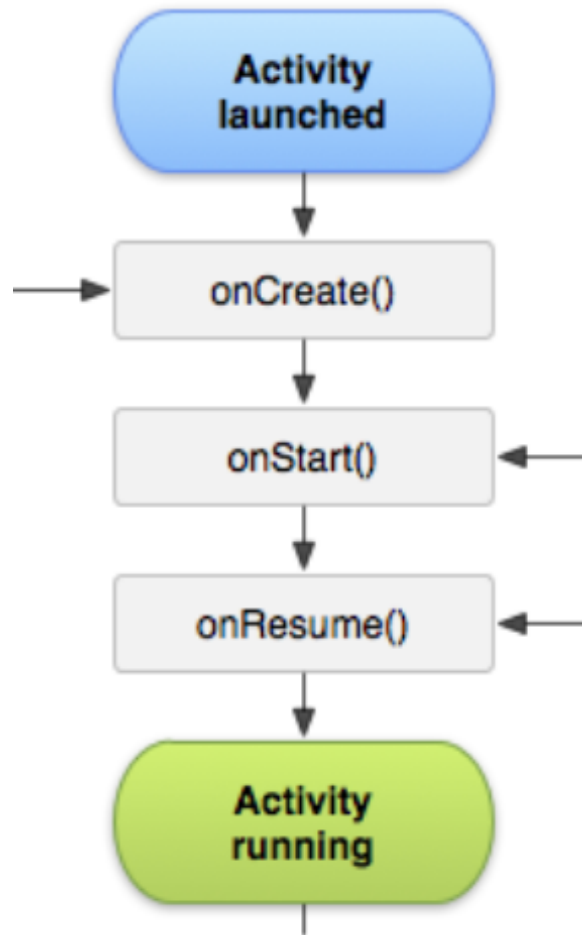 Activity
launched
onCreate()
onStart()
onResume()
Activity
running